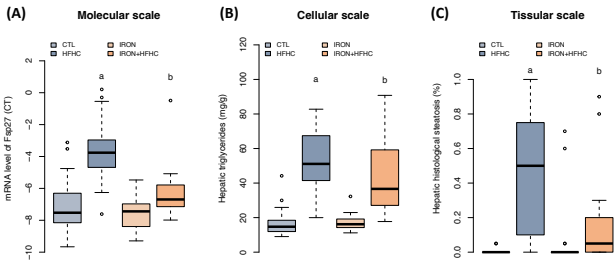 (A) Molecular scale
CTL IRON
HFHC IRON+HFHC
mRNA level of Fsp27 (CT)
2
0
−2
−4
−6
−8
−10
a
b
(B) Cellular scale
CTL IRON
HFHC IRON+HFHC
Hepatic triglycerides (mg/g)
120
100
80
60
40
20
0
a
b
(C) Tissular scale
CTL IRON
HFHC IRON+HFHC
Hepatic histological steatosis (%)
1.0
0.8
0.6
0.4
0.2
0.0
a
b